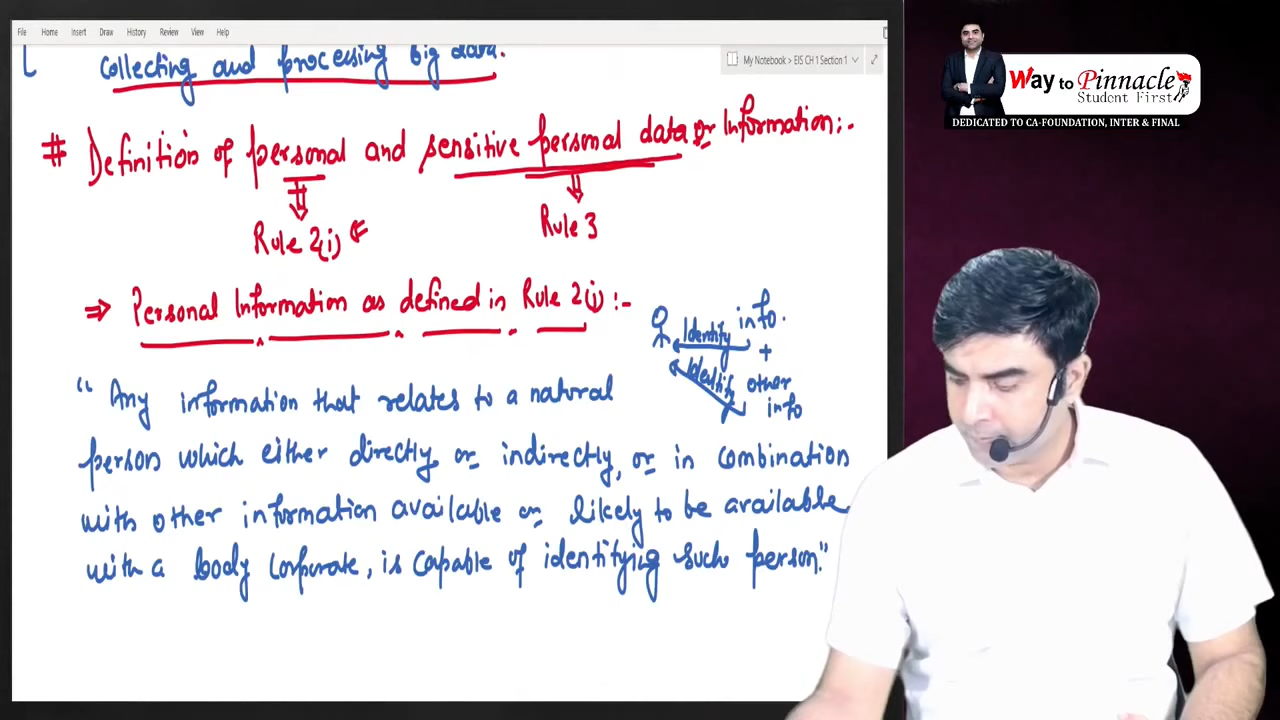 File Home Insert Draw History Review View Help
My Notebook > EIS CH 1 Section 1
collecting and processing big data.
# Definition of personal and sensitive personal data or Information:-
Rule 2(i)
Rule 3
⇒ Personal Information as defined in Rule 2(i) :-
Identify info.
+
Identify other
info
"Any information that relates to a natural
person which either directly or indirectly, or in combination
with other information available or likely to be available
with a body corporate, is capable of identifying such person."
Way to Pinnacle
Student First
DEDICATED TO CA-FOUNDATION, INTER & FINAL